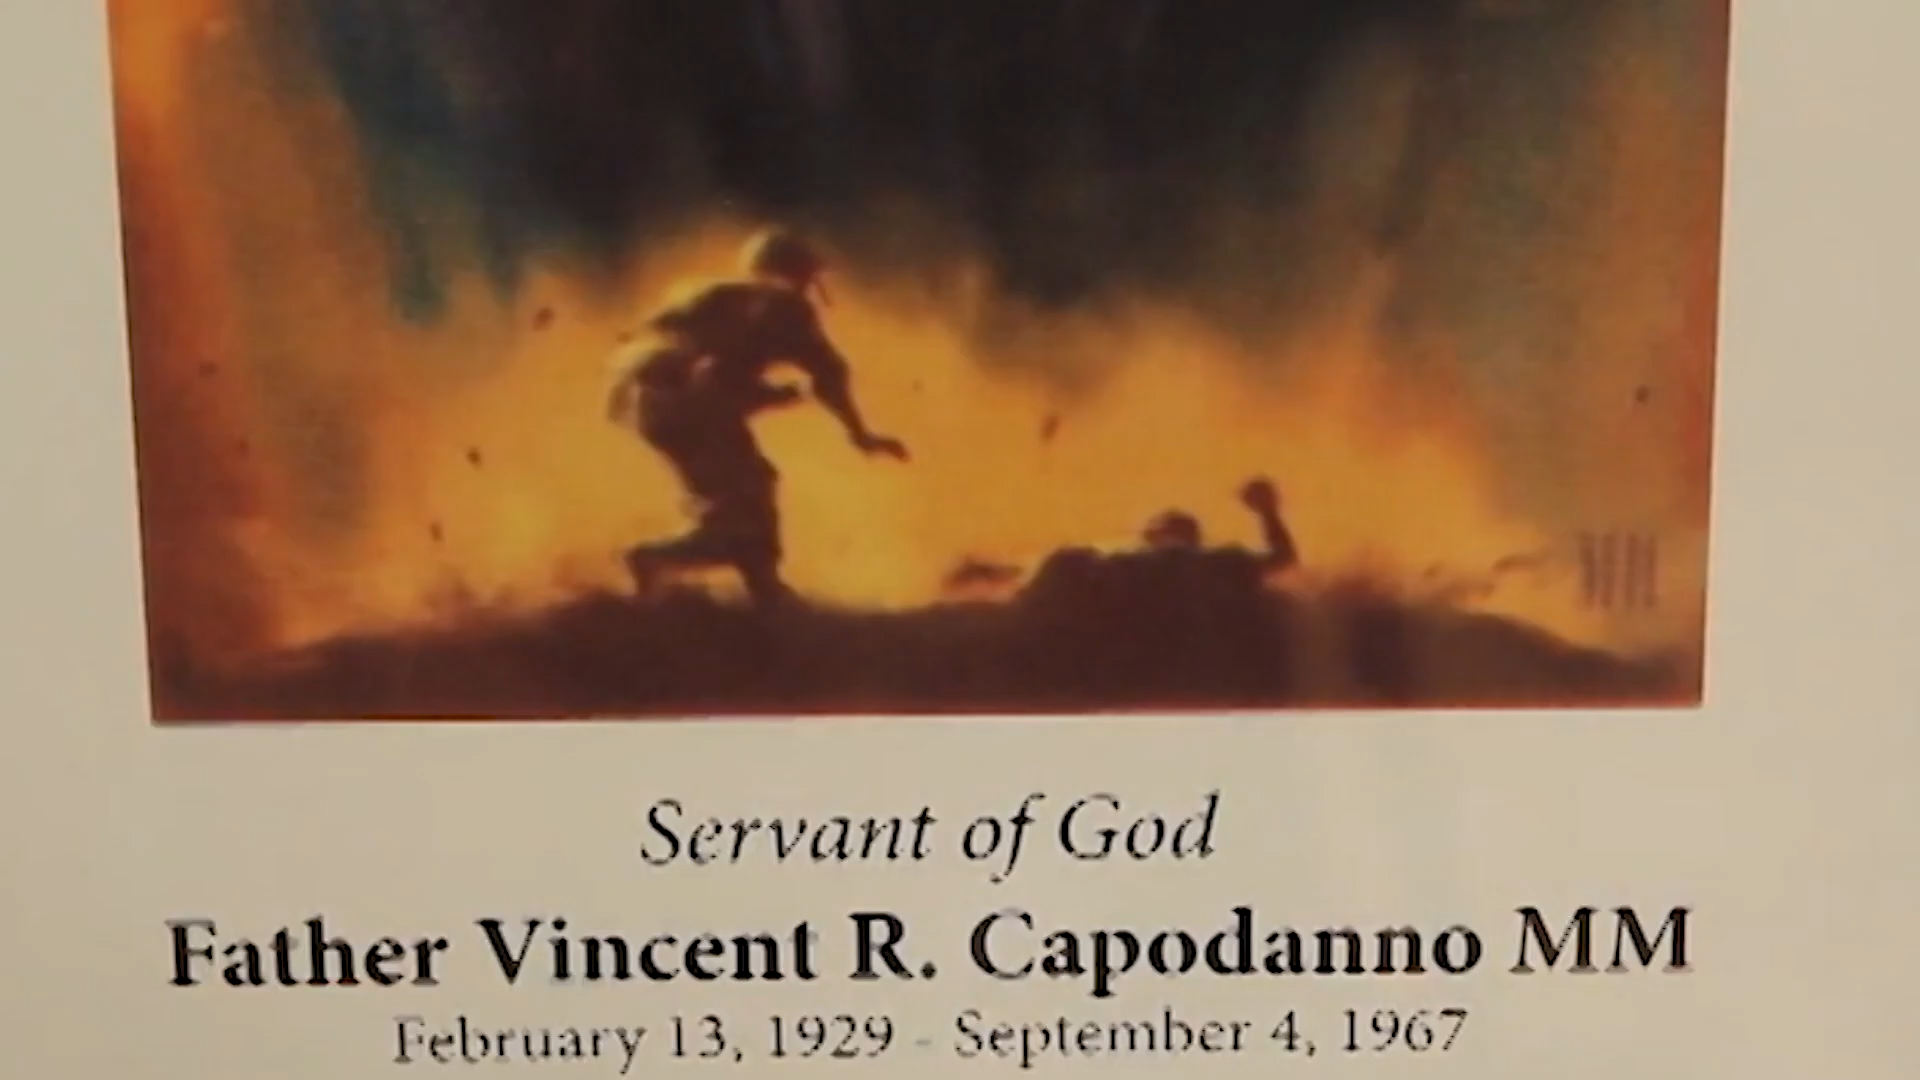 Servant of God
Father Vincent R. Capodanno MM
February 13, 1929 - September 4, 1967